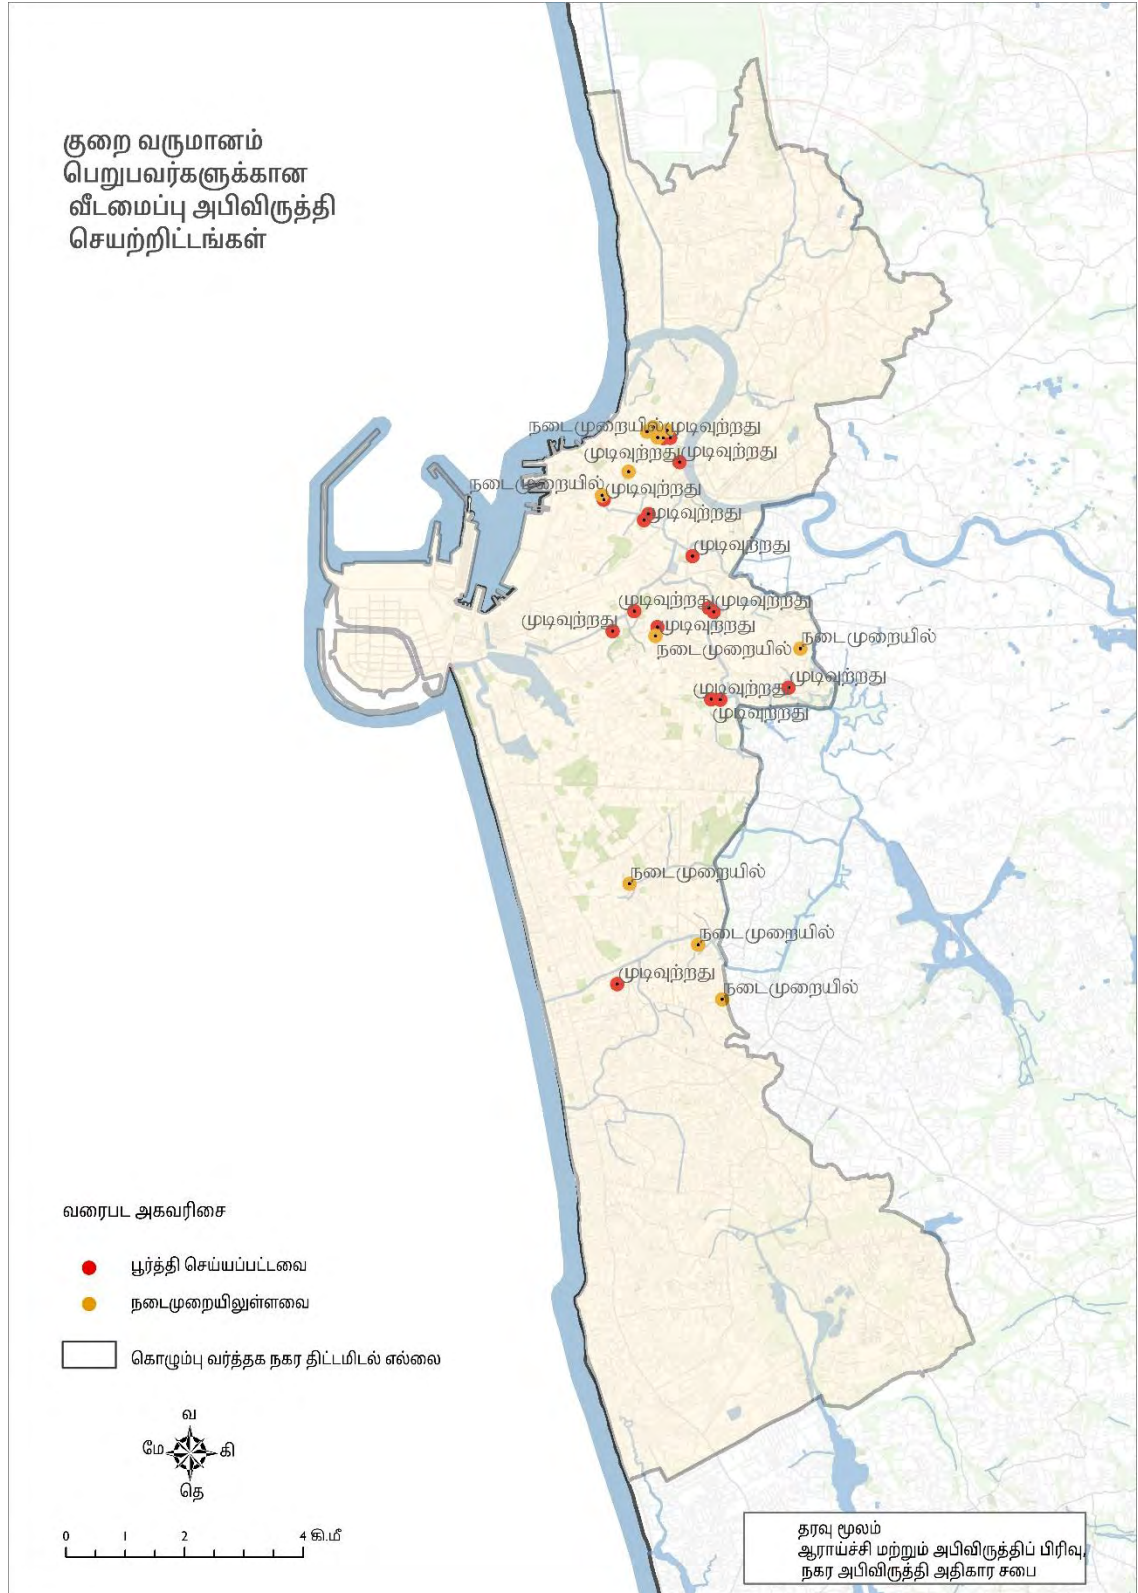 குறை வருமானம்
பெறுபவர்களுக்கான
வீடமைப்பு அபிவிருத்தி
செயற்றிட்டங்கள்
நடைமுறையில் முடிவுற்றது
முடிவுற்றது முடிவுற்றது
நடைமுறையில் முடிவுற்றது
முடிவுற்றது
முடிவுற்றது
முடிவுற்றது முடிவுற்றது
முடிவுற்றது முடிவுற்றது
நடைமுறையில் நடைமுறையில்
முடிவுற்றது முடிவுற்றது
முடிவுற்றது
நடைமுறையில்
நடைமுறையில்
முடிவுற்றது
நடைமுறையில்
வரைபட அகவரிசை
பூர்த்தி செய்யப்பட்டவை
நடைமுறையிலுள்ளவை
கொழும்பு வர்த்தக நகர திட்டமிடல் எல்லை
வ
மே கி
தெ
0 1 2 4 கி.மீ
தரவு மூலம்
ஆராய்ச்சி மற்றும் அபிவிருத்திப் பிரிவு,
நகர அபிவிருத்தி அதிகார சபை